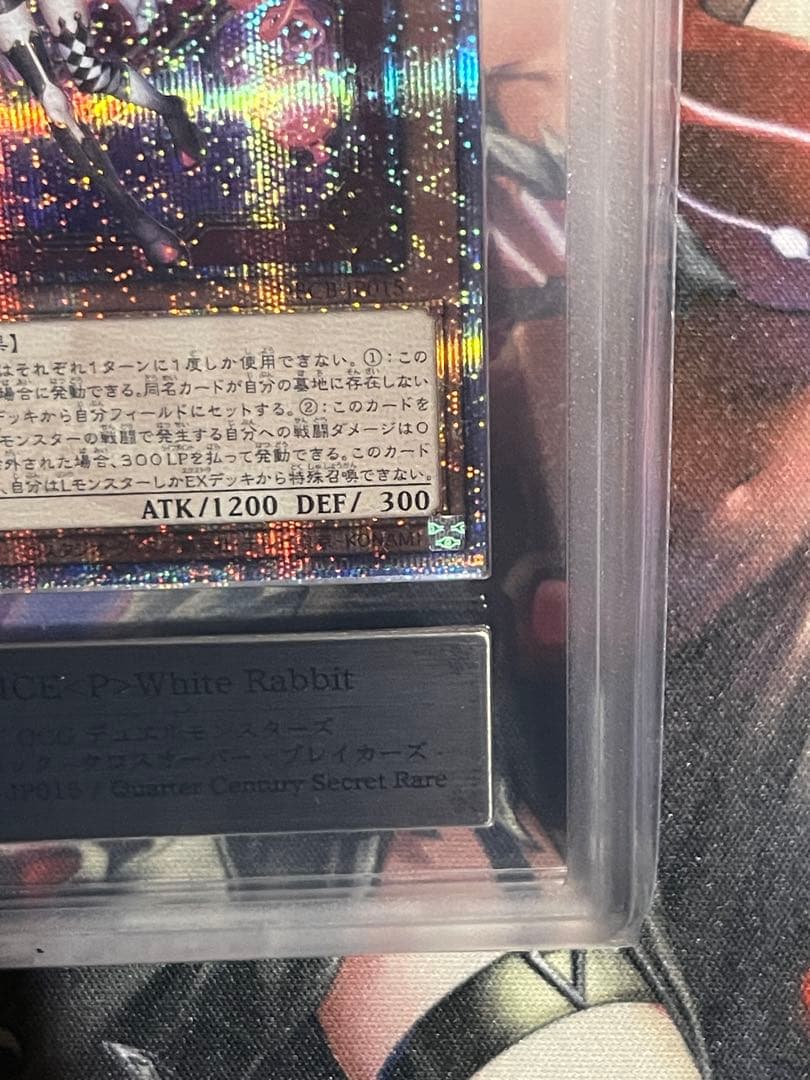 DBCB-JP015
果】
はそれぞれ1ターンに1度しか使用できない。①:この
場合に発動できる。同名カードが自分の墓地に存在しない
デッキから自分フィールドにセットする。②:このカードを
モンスターの戦闘で発生する自分への戦闘ダメージは0
外された場合、300LPを払って発動できる。このカード
、自分はLモンスターしかEXデッキから特殊召喚できない。
ATK/1200 DEF/ 300
KONAMI
ICE<P>White Rabbit
OCG デュエルモンスターズ
クロスオーバー・ブレイカーズ -
JP015 / Quarter Century Secret Rare